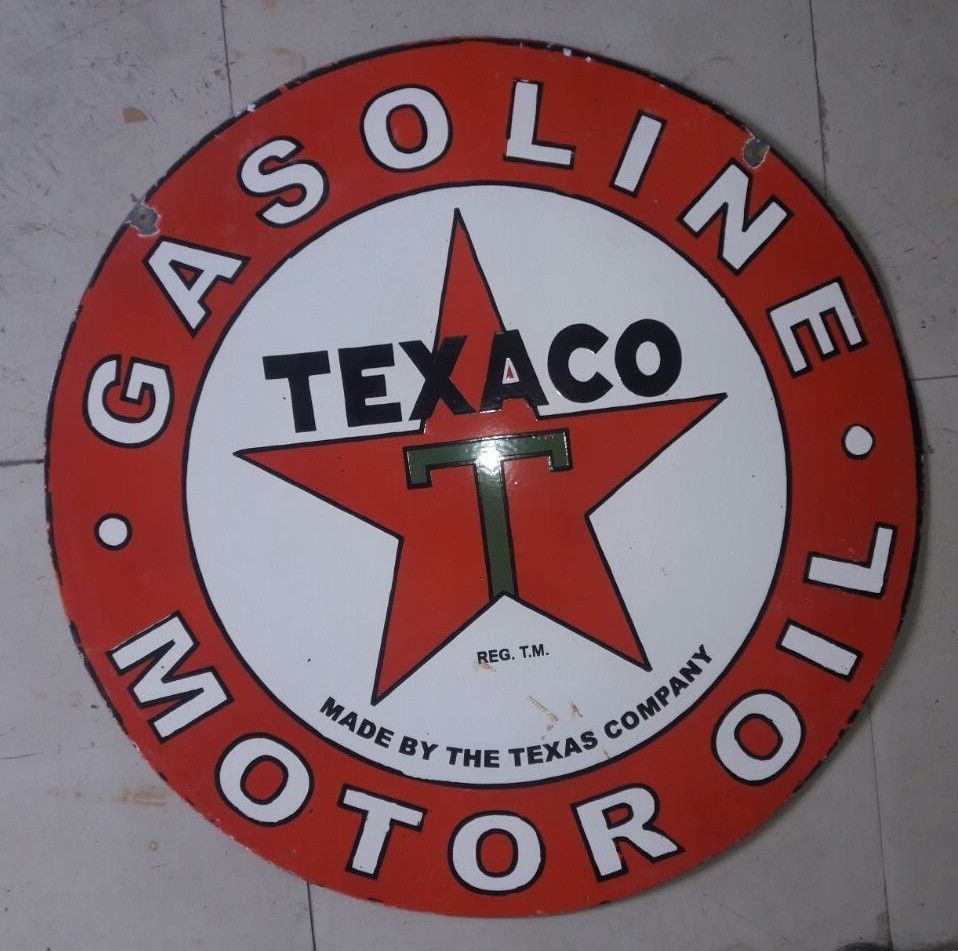 GASOLINE
TEXACO
T
REG. T.M.
MADE BY THE TEXAS COMPANY
MOTOR OIL